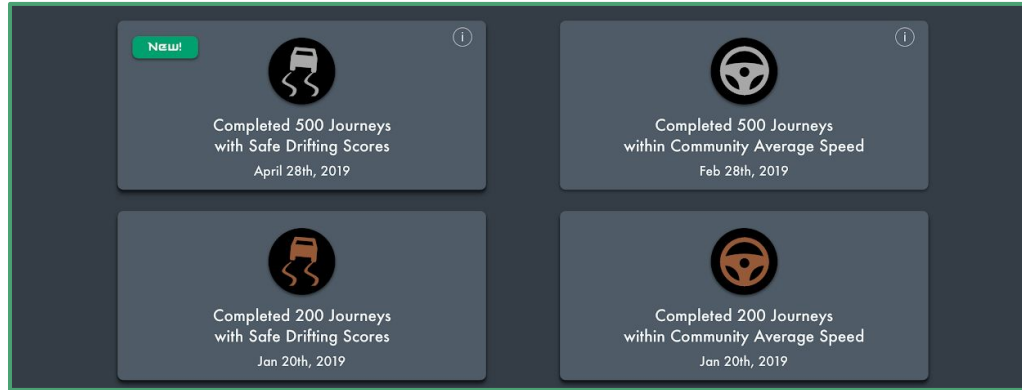 New!
Completed 500 Journeys
with Safe Drifting Scores
April 28th, 2019
Completed 500 Journeys
within Community Average Speed
Feb 28th, 2019
Completed 200 Journeys
with Safe Drifting Scores
Jan 20th, 2019
Completed 200 Journeys
within Community Average Speed
Jan 20th, 2019